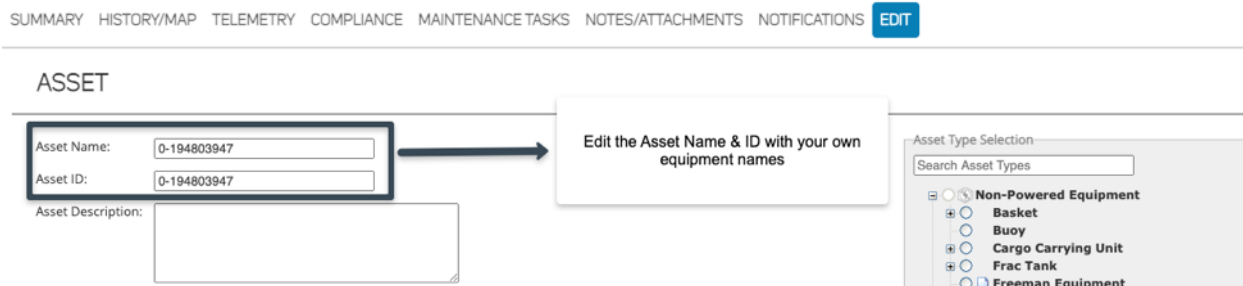 SUMMARY HISTORY/MAP TELEMETRY COMPLIANCE MAINTENANCE TASKS NOTES/ATTACHMENTS NOTIFICATIONS EDIT
ASSET
Asset Name: 0-194803947
Asset ID: 0-194803947
Asset Description:
Edit the Asset Name & ID with your own
equipment names
Asset Type Selection
Search Asset Types
Non-Powered Equipment
Basket
Buoy
Cargo Carrying Unit
Frac Tank
Freeman Equipment